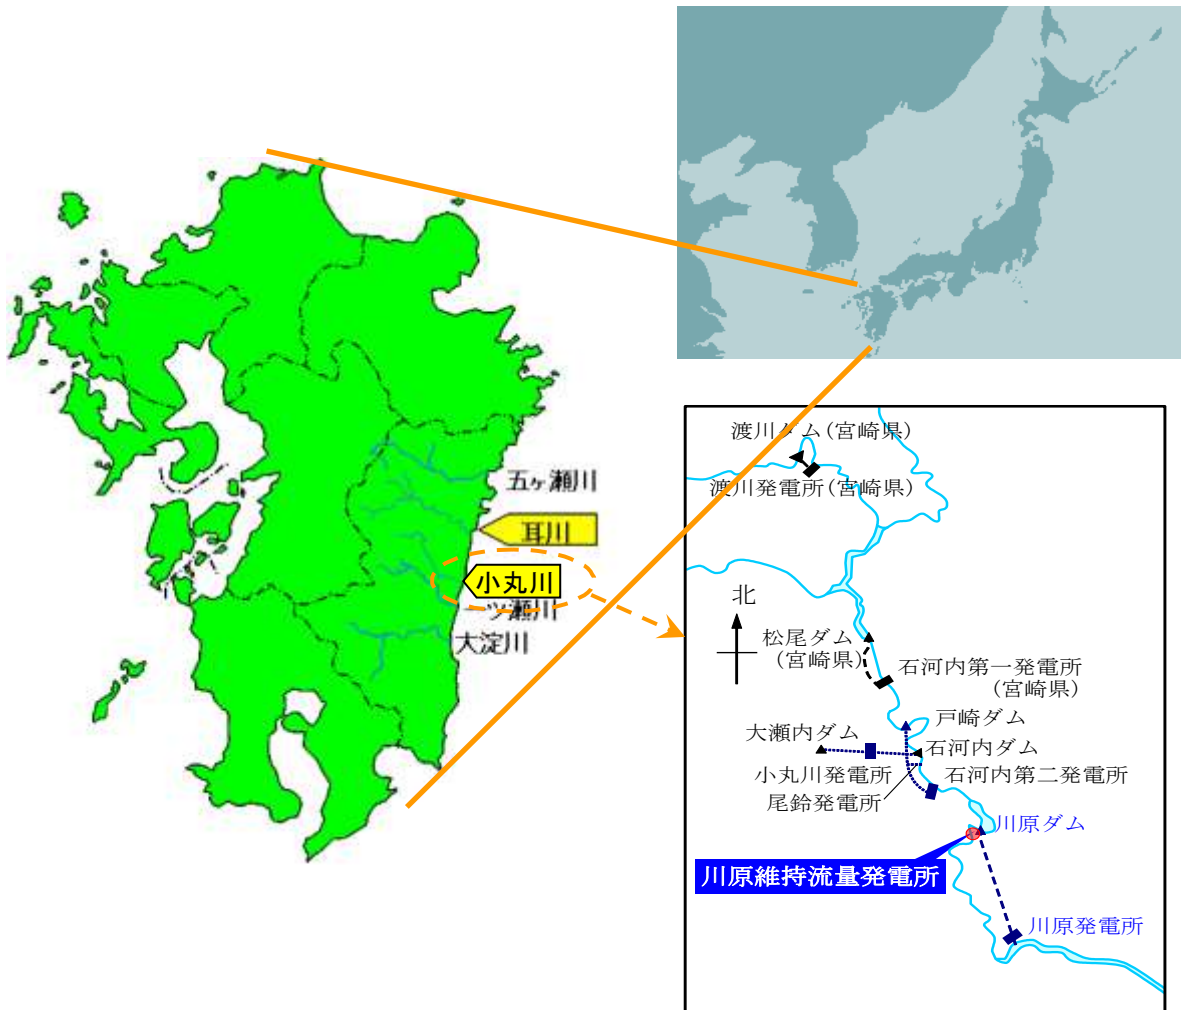 五ヶ瀬川
耳川
小丸川
一ツ瀬川
大淀川
渡川ダム(宮崎県)
渡川発電所(宮崎県)
北
松尾ダム
(宮崎県)
石河内第一発電所
(宮崎県)
戸崎ダム
大瀬内ダム
石河内ダム
小丸川発電所
石河内第二発電所
尾鈴発電所
川原ダム
川原維持流量発電所
川原発電所